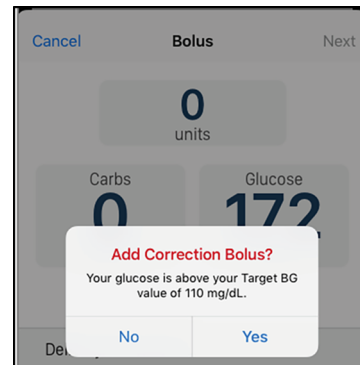 Cancel Bolus Next
0
units
Carbs Glucose
0 172
Add Correction Bolus?
Your glucose is above your Target BG
value of 110 mg/dL.
No Yes